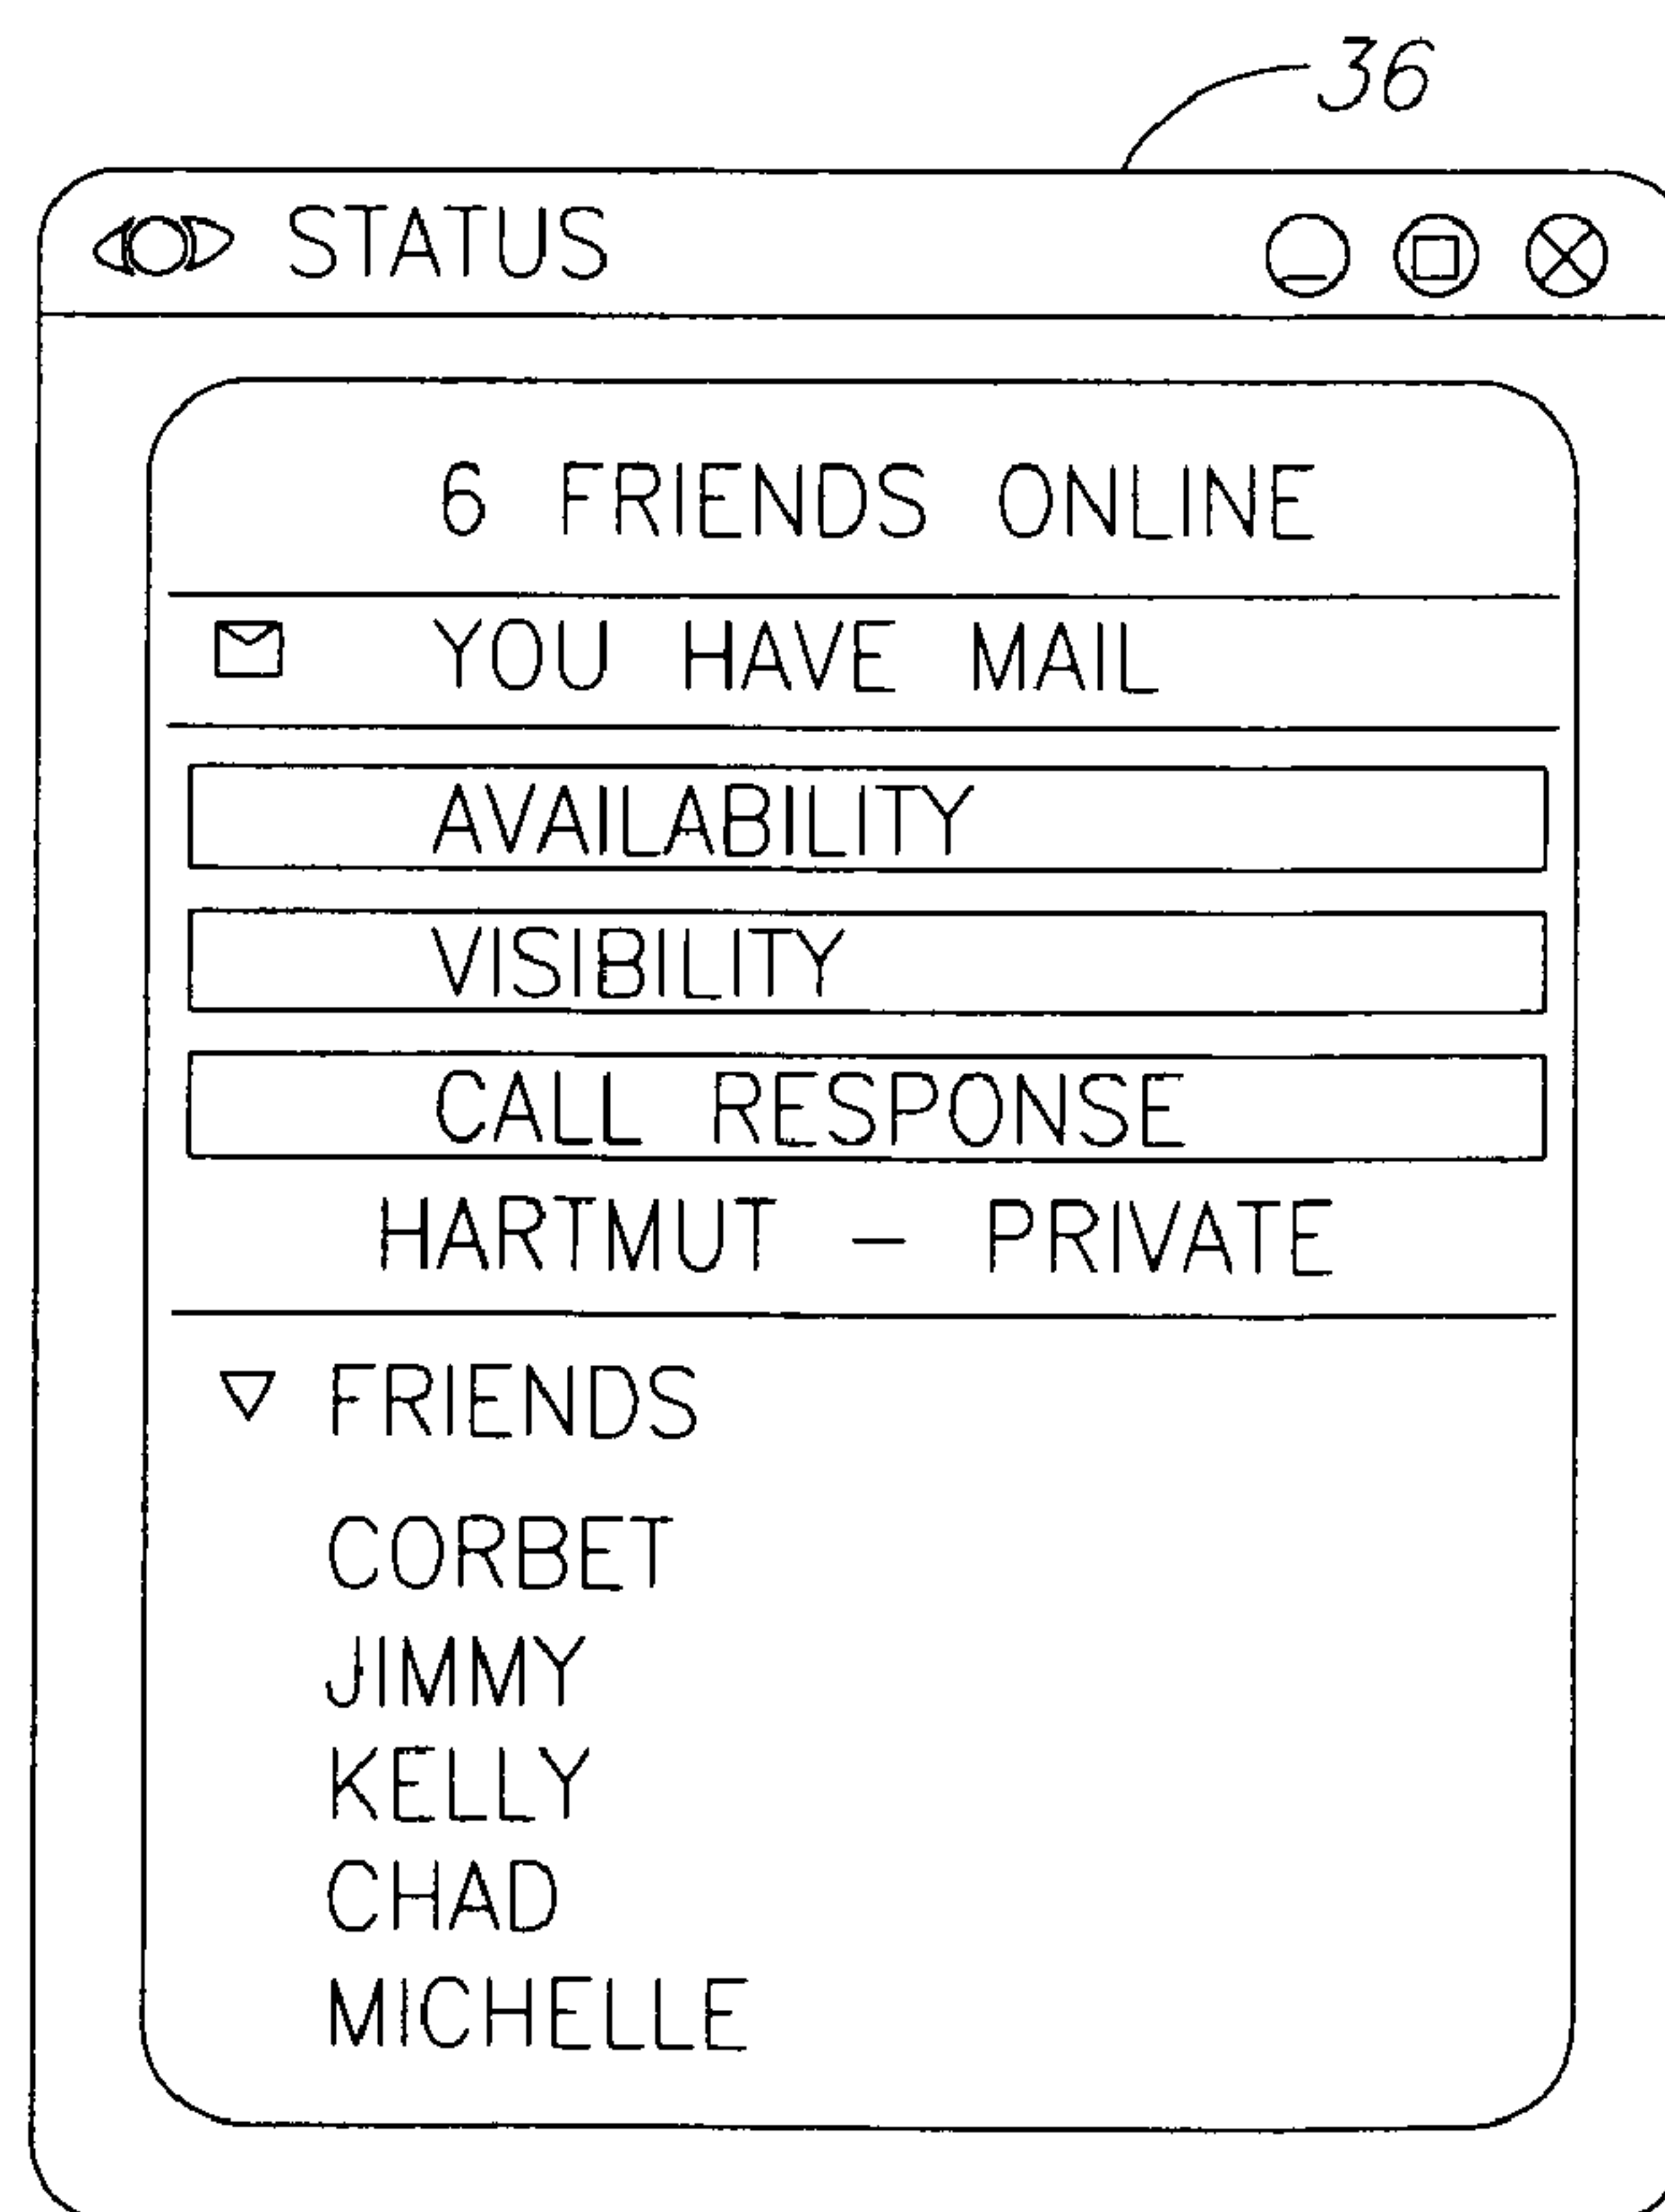 36
STATUS
6 FRIENDS ONLINE
YOU HAVE MAIL
AVAILABILITY
VISIBILITY
CALL RESPONSE
HARTMUT - PRIVATE
FRIENDS
CORBET
JIMMY
KELLY
CHAD
MICHELLE